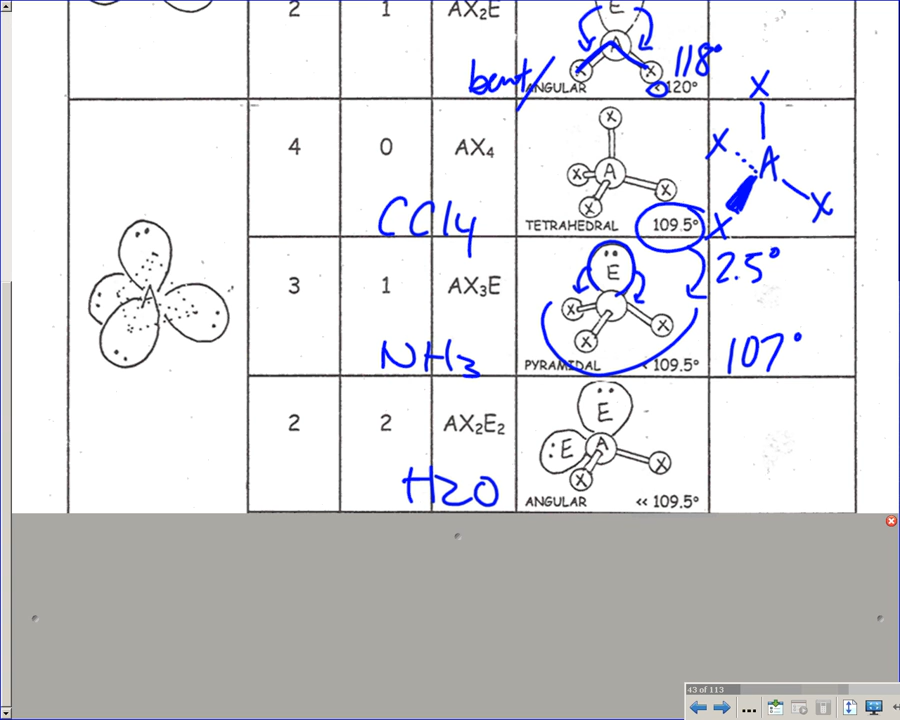 2 1 AX₂E E
A
X X 118°
bent/ ANGULAR < 120°
4 0 AX₄ X
A
X X
X
CCl4 TETRAHEDRAL 109.5°
X
X A
X X
3 1 AX₃E E
X X
X
2.5°
NH3 PYRAMIDAL < 109.5° 107°
A
2 2 AX₂E₂ E
:E A
X X
H2O ANGULAR << 109.5°
43 of 113
...